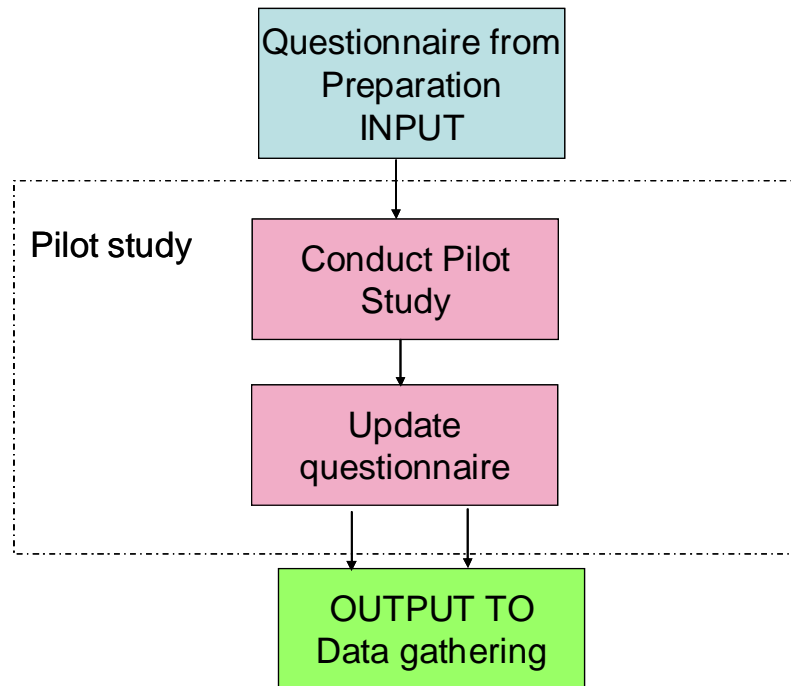 Questionnaire from
Preparation
INPUT
Pilot study
Conduct Pilot
Study
Update
questionnaire
OUTPUT TO
Data gathering